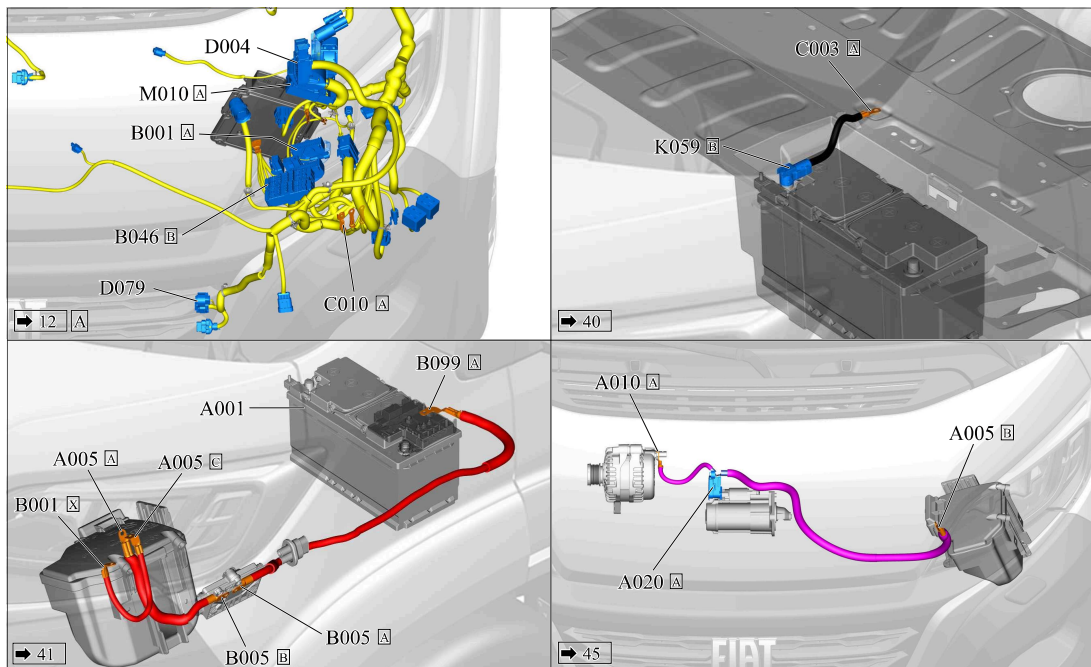 D004
M010 A
B001 A
B046 B
D079
C010 A
➡ 12 A
C003 A
K059 B
➡ 40
B099 A
A001
A005 A
A005 C
B001 X
B005 A
B005 B
➡ 41
A010 A
A005 B
A020 A
➡ 45
FIAT